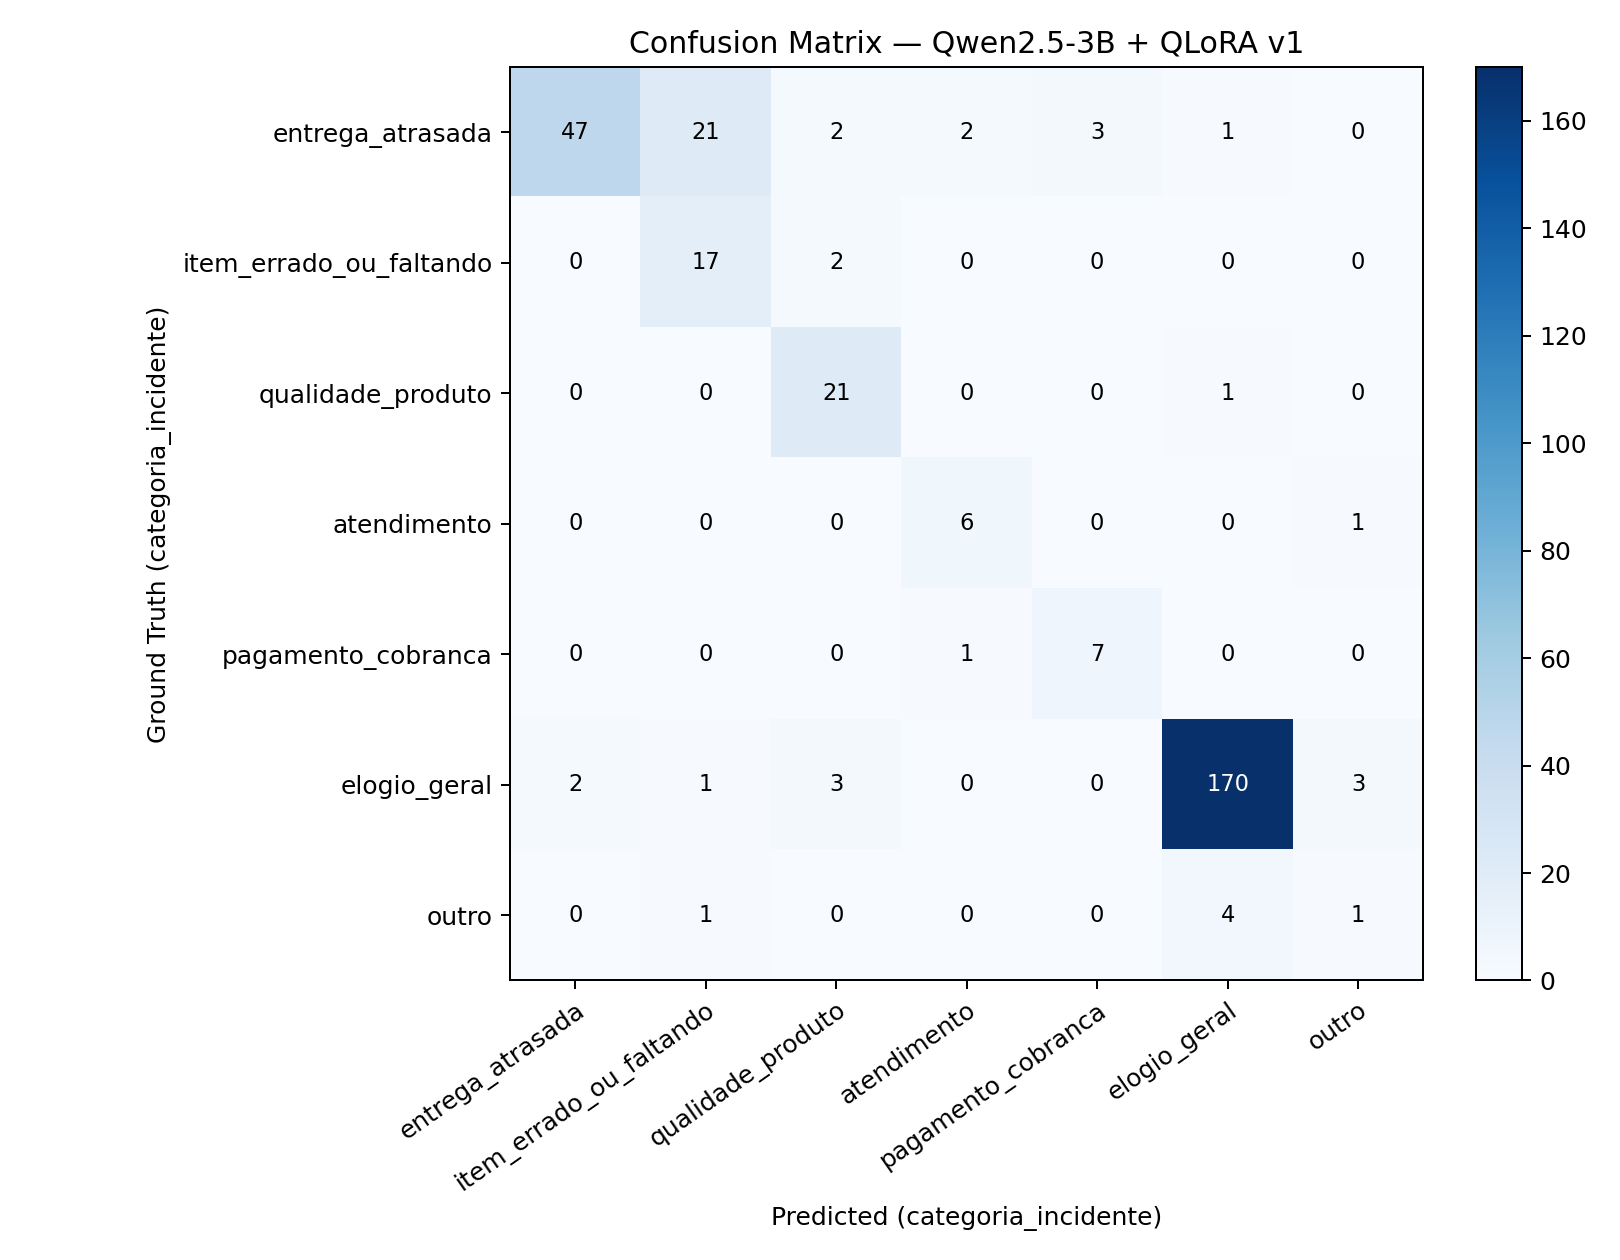 Confusion Matrix — Qwen2.5-3B + QLoRA v1
Ground Truth (categoria_incidente)
entrega_atrasada 47 21 2 2 3 1 0
item_errado_ou_faltando 0 17 2 0 0 0 0
qualidade_produto 0 0 21 0 0 1 0
atendimento 0 0 0 6 0 0 1
pagamento_cobranca 0 0 0 1 7 0 0
elogio_geral 2 1 3 0 0 170 3
outro 0 1 0 0 0 4 1
entrega_atrasada
item_errado_ou_faltando
qualidade_produto
atendimento
pagamento_cobranca
elogio_geral
outro
Predicted (categoria_incidente)
160
140
120
100
80
60
40
20
0